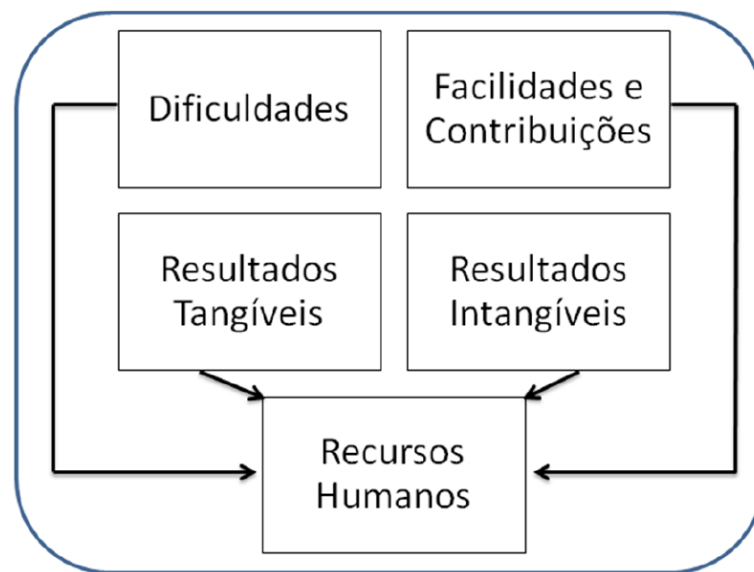 Dificuldades
Facilidades e
Contribuições
Resultados
Tangíveis
Resultados
Intangíveis
Recursos
Humanos